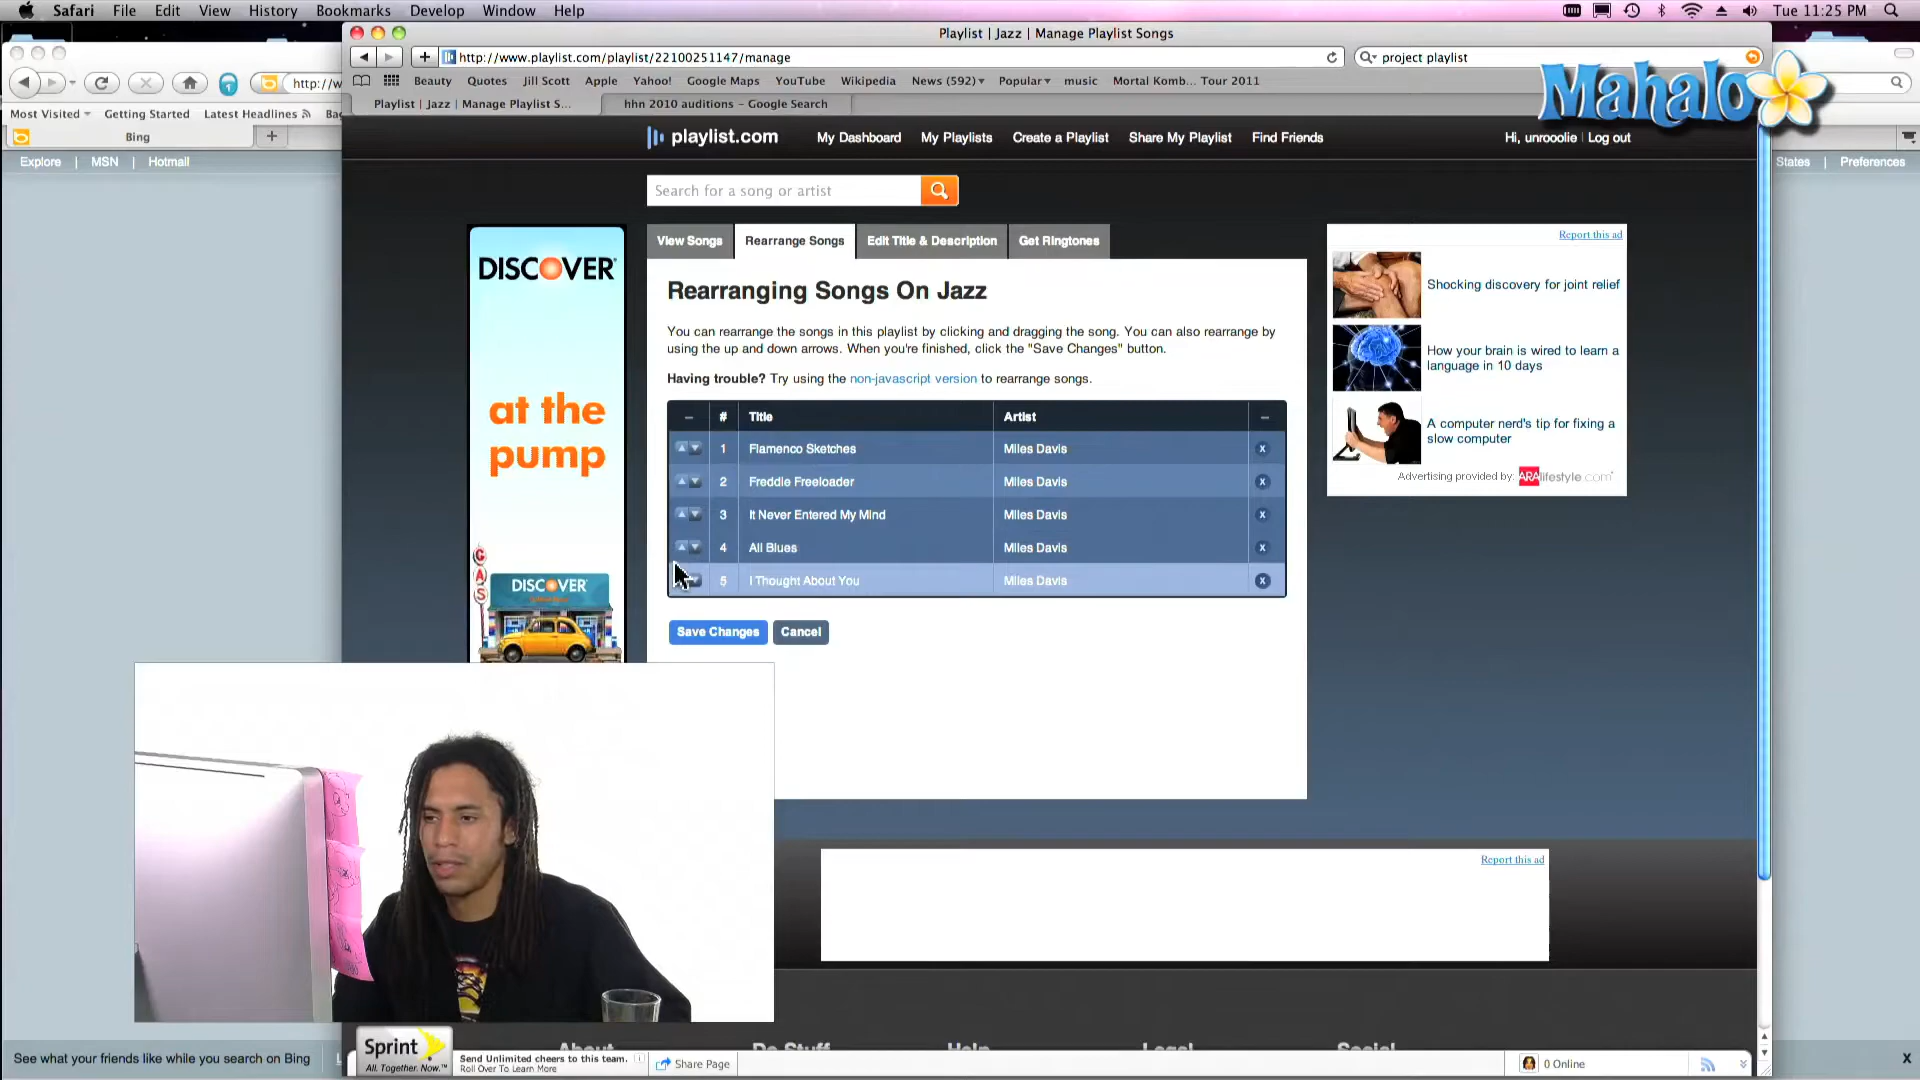 Safari File Edit View History Bookmarks Develop Window Help Tue 11:25 PM
Playlist | Jazz | Manage Playlist Songs
http://www.playlist.com/playlist/22100251147/manage project playlist
http://w
Beauty Quotes Jill Scott Apple Yahoo! Google Maps YouTube Wikipedia News (592) Popular music Mortal Komb... Tour 2011
Mahalo
Playlist | Jazz | Manage Playlist S... hhn 2010 auditions – Google Search
Most Visited Getting Started Latest Headlines
Bing
Explore | MSN | Hotmail
States | Preferences
playlist.com My Dashboard My Playlists Create a Playlist Share My Playlist Find Friends Hi, unrooolie Log out
Search for a song or artist
View Songs Rearrange Songs Edit Title & Description Get Ringtones
DISCOVER
at the
pump
GAS
DISCOVER
Rearranging Songs On Jazz
You can rearrange the songs in this playlist by clicking and dragging the song. You can also rearrange by
using the up and down arrows. When you're finished, click the "Save Changes" button.
Having trouble? Try using the non-javascript version to rearrange songs.
– # Title Artist –
1 Flamenco Sketches Miles Davis x
2 Freddie Freeloader Miles Davis x
3 It Never Entered My Mind Miles Davis x
4 All Blues Miles Davis x
5 I Thought About You Miles Davis x
Save Changes Cancel
Report this ad
Shocking discovery for joint relief
How your brain is wired to learn a
language in 10 days
A computer nerd's tip for fixing a
slow computer
Advertising provided by: ARAlifestyle.com
Report this ad
About Do Stuff Help Legal Social
Sprint
All. Together. Now.
Send Unlimited cheers to this team.
Roll Over To Learn More
Share Page
0 Online
See what your friends like while you search on Bing
x